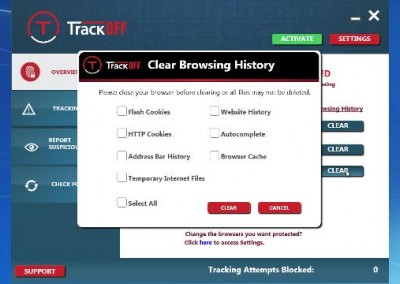 TrackOFF
ACTIVATE
SETTINGS
OVERVIE
TrackOFF Clear Browsing History
Please close your browser before clearing or all files may not be deleted.
Flash Cookies
Website History
HTTP Cookies
Autocomplete
Address Bar History
Browser Cache
Temporary Internet Files
Select All
CLEAR
CANCEL
TRACKIN
REPORT
SUSPICIOU
CHECK FO
ED
wsing History
CLEAR
CLEAR
CLEAR
Change the browsers you want protected?
Click here to access Settings.
SUPPORT
Tracking Attempts Blocked:
0